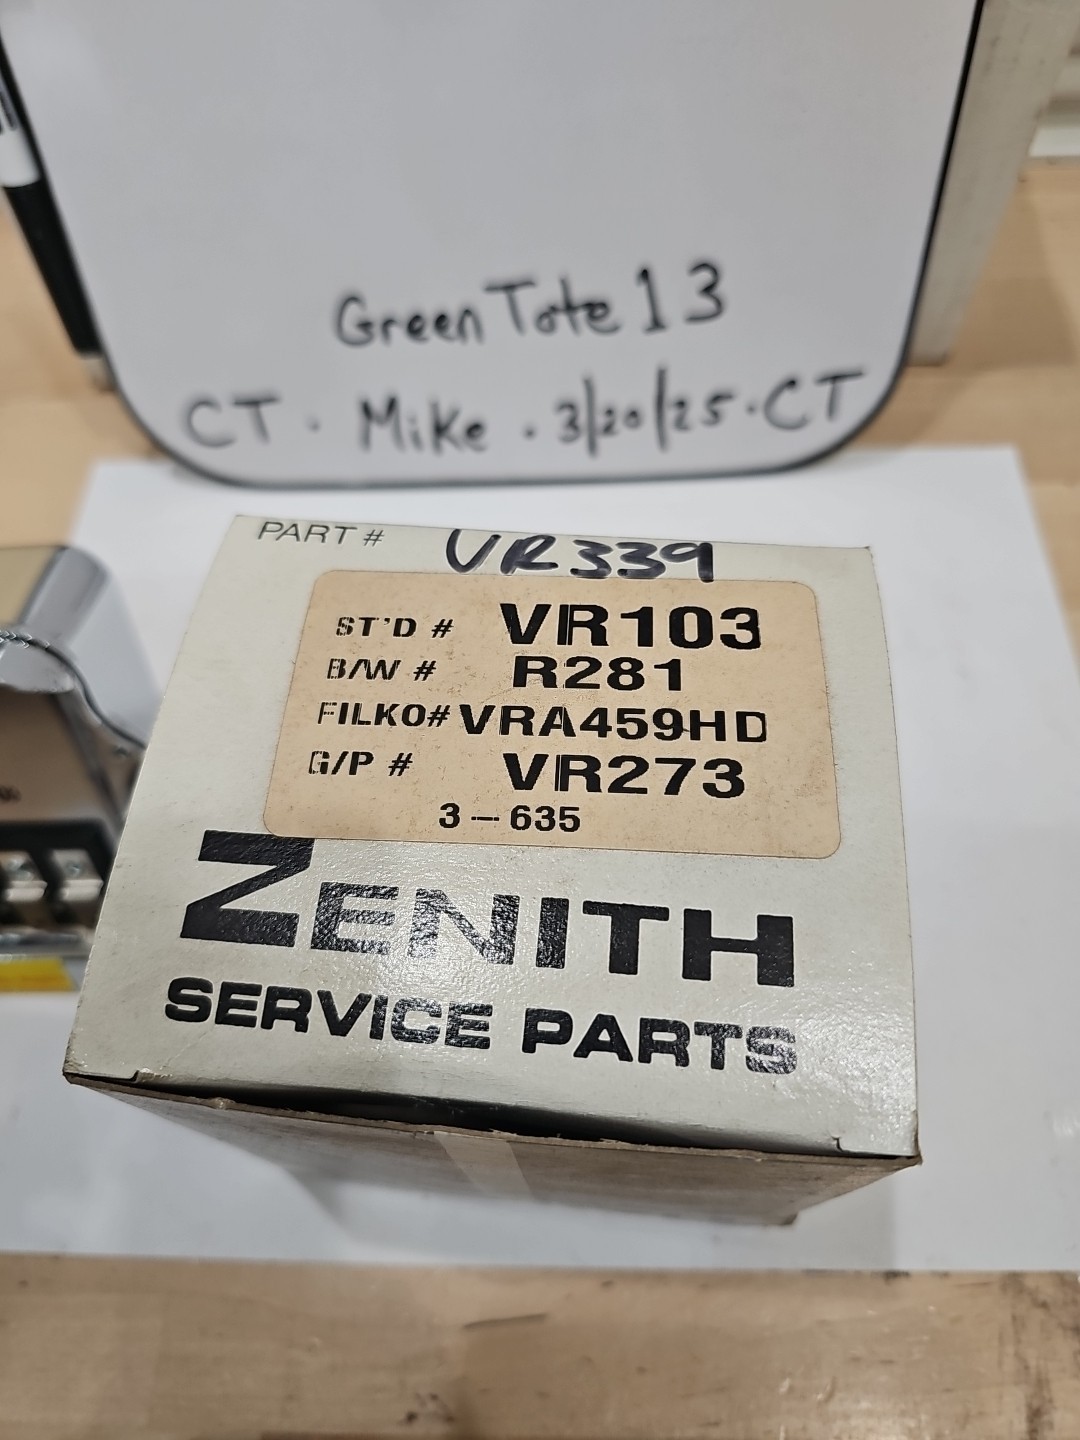 Green Tote 13
CT · Mike · 3/20/25 · CT
PART # VR339
ST'D # VR103
B/W # R281
FILKO# VRA459HD
G/P # VR273
3-635
ZENITH
SERVICE PARTS